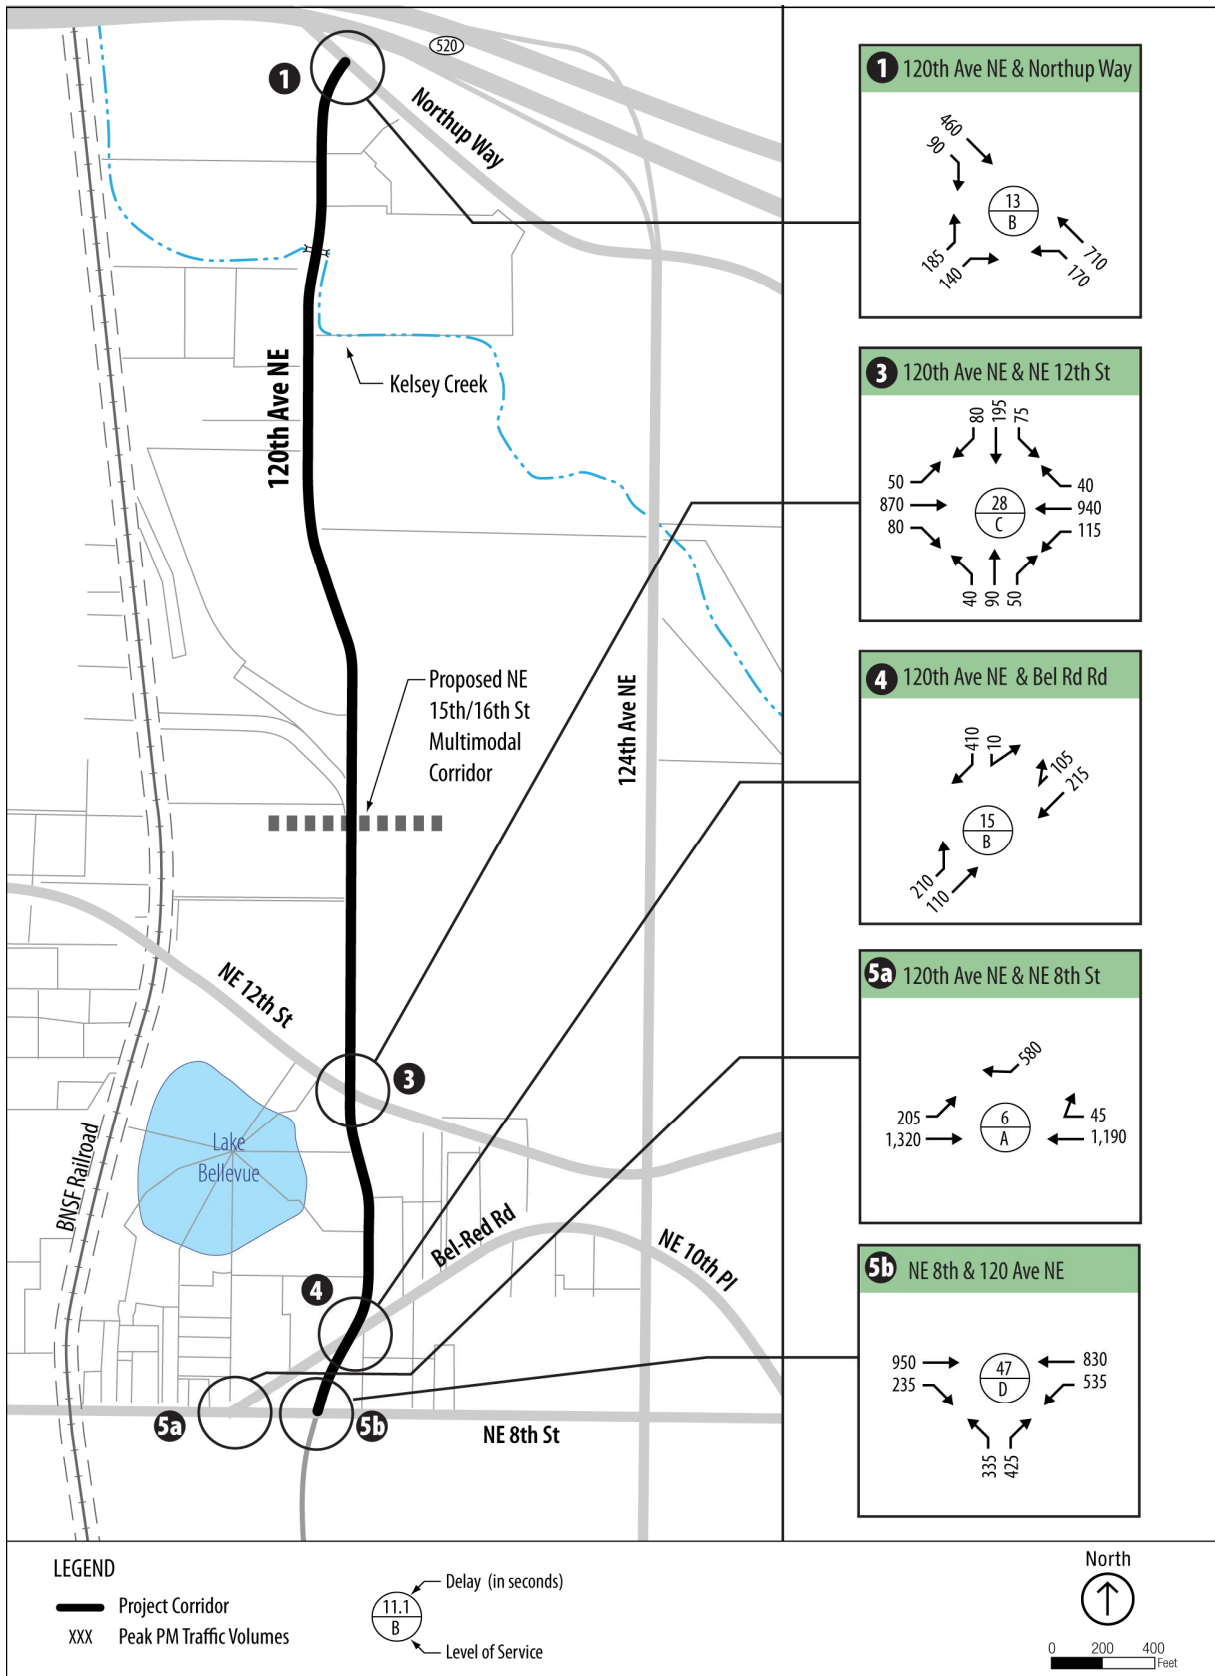 520
1
Northup Way
Kelsey Creek
120th Ave NE
Proposed NE
15th/16th St
Multimodal
Corridor
124th Ave NE
NE 12th St
3
Lake
Bellevue
BNSF Railroad
Bel-Red Rd
NE 10th Pl
4
5a
5b
NE 8th St
1 120th Ave NE & Northup Way
460
90
13
B
185
140
710
170
3 120th Ave NE & NE 12th St
80
195
75
50
870
80
28
C
40
940
115
40
90
50
4 120th Ave NE & Bel Rd Rd
410
10
105
215
15
B
210
110
5a 120th Ave NE & NE 8th St
580
205
1,320
6
A
45
1,190
5b NE 8th & 120 Ave NE
950
235
47
D
830
535
335
425
LEGEND
Project Corridor
XXX Peak PM Traffic Volumes
Delay (in seconds)
11.1
B
Level of Service
North
0 200 400
Feet